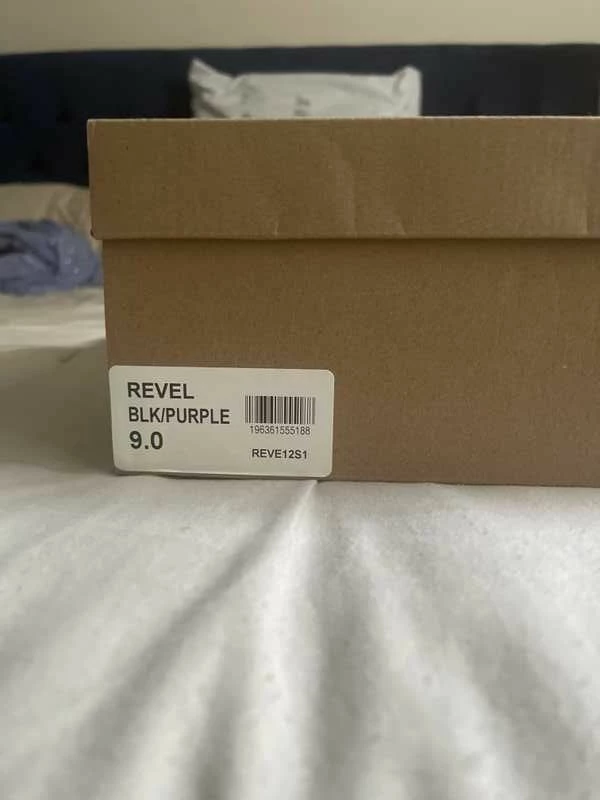 REVEL
BLK/PURPLE
9.0
196361555188
REVE12S1